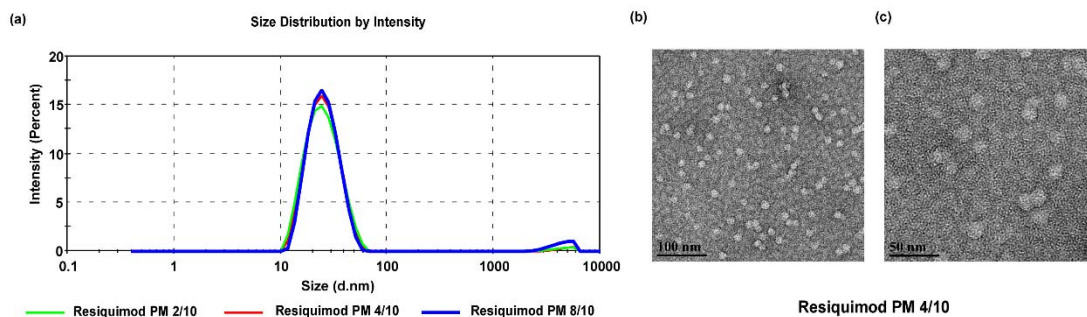 (a)
Size Distribution by Intensity
Intensity (Percent)
20
15
10
5
0
0.1 1 10 100 1000 10000
Size (d.nm)
Resiquimod PM 2/10 Resiquimod PM 4/10 Resiquimod PM 8/10
(b)
100 nm
(c)
50 nm
Resiquimod PM 4/10